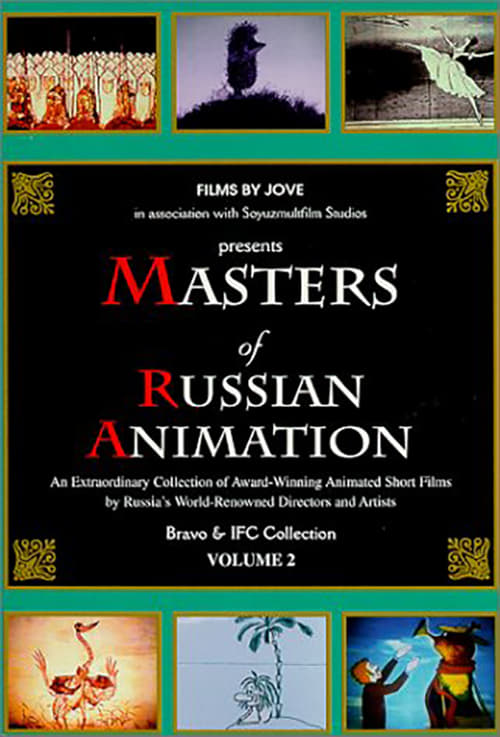 FILMS BY JOVE
in association with Soyuzmultfilm Studios
presents
MASTERS
of
RUSSIAN
ANIMATION
An Extraordinary Collection of Award-Winning Animated Short Films
by Russia's World-Renowned Directors and Artists
Bravo & IFC Collection
VOLUME 2